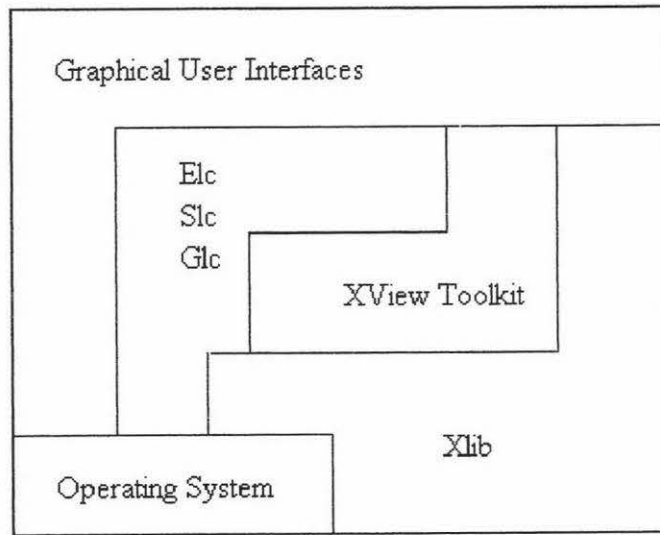 Graphical User Interfaces
Elc
Slc
Glc
XView Toolkit
Xlib
Operating System